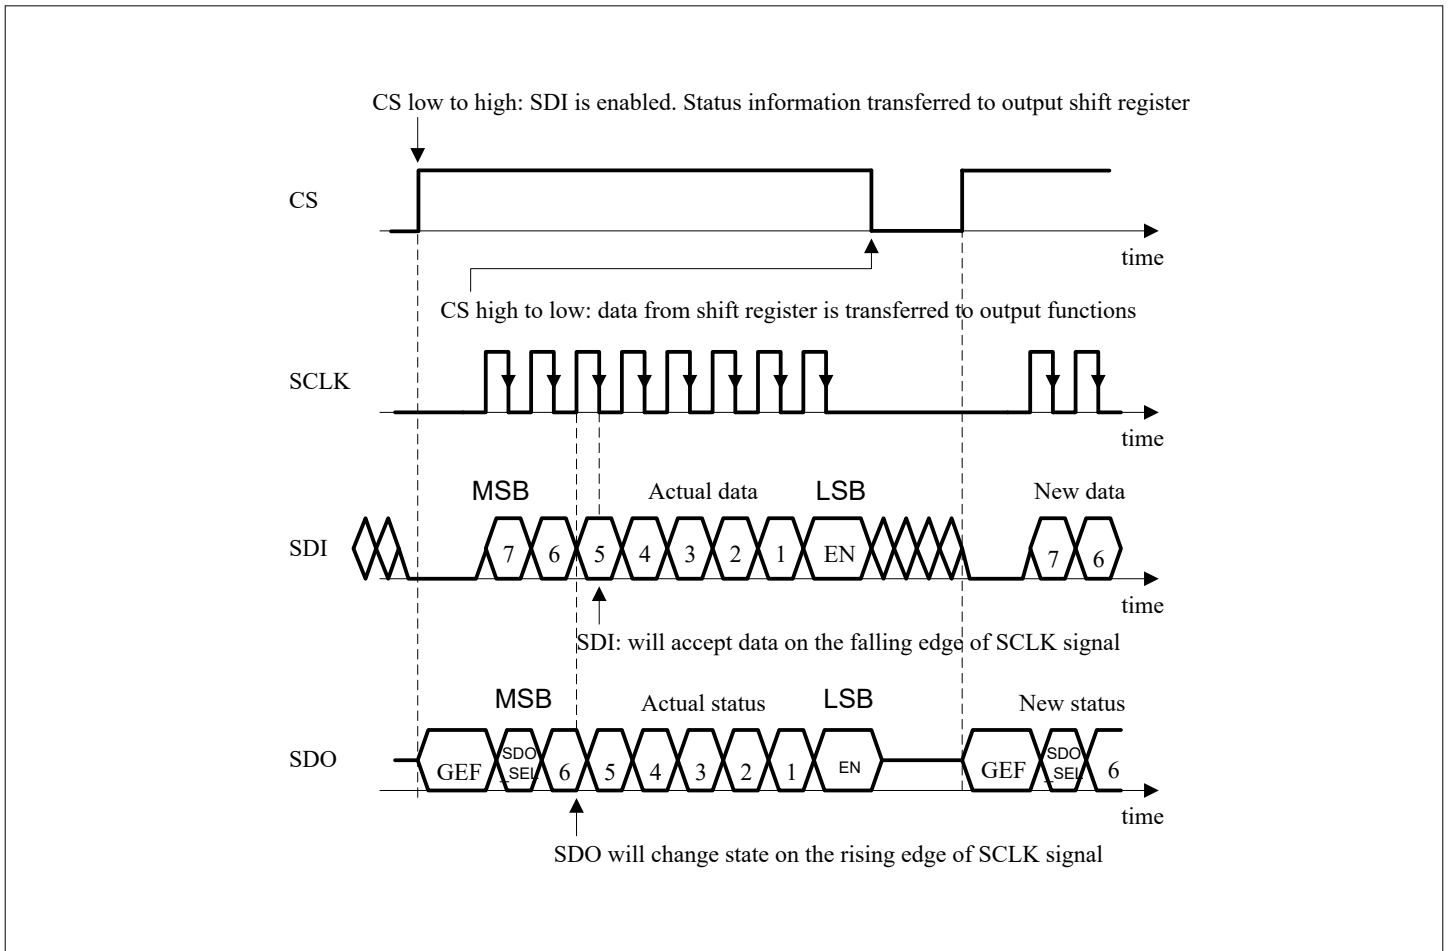 CS low to high: SDI is enabled. Status information transferred to output shift register
CS
time
CS high to low: data from shift register is transferred to output functions
SCLK
time
MSB Actual data LSB New data
SDI 7 6 5 4 3 2 1 EN 7 6
time
SDI: will accept data on the falling edge of SCLK signal
MSB Actual status LSB New status
SDO GEF SDO_SEL 6 5 4 3 2 1 EN GEF SDO_SEL 6
time
SDO will change state on the rising edge of SCLK signal